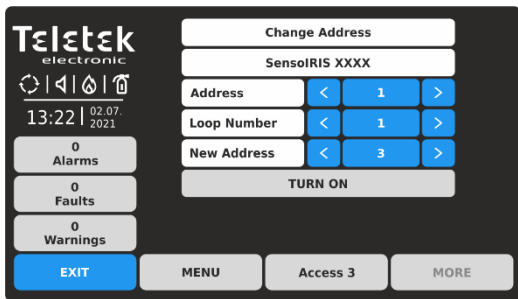 Teletek
electronic
13:22 02.07.
2021
0
Alarms
0
Faults
0
Warnings
Change Address
SensoIRIS XXXX
Address < 1 >
Loop Number < 1 >
New Address < 3 >
TURN ON
EXIT MENU Access 3 MORE